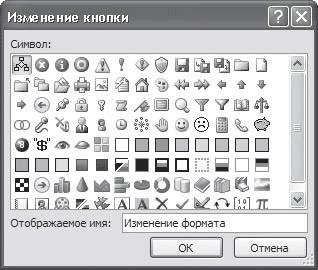 Изменение кнопки
Символ:
Отображаемое имя: Изменение формата
ОК Отмена